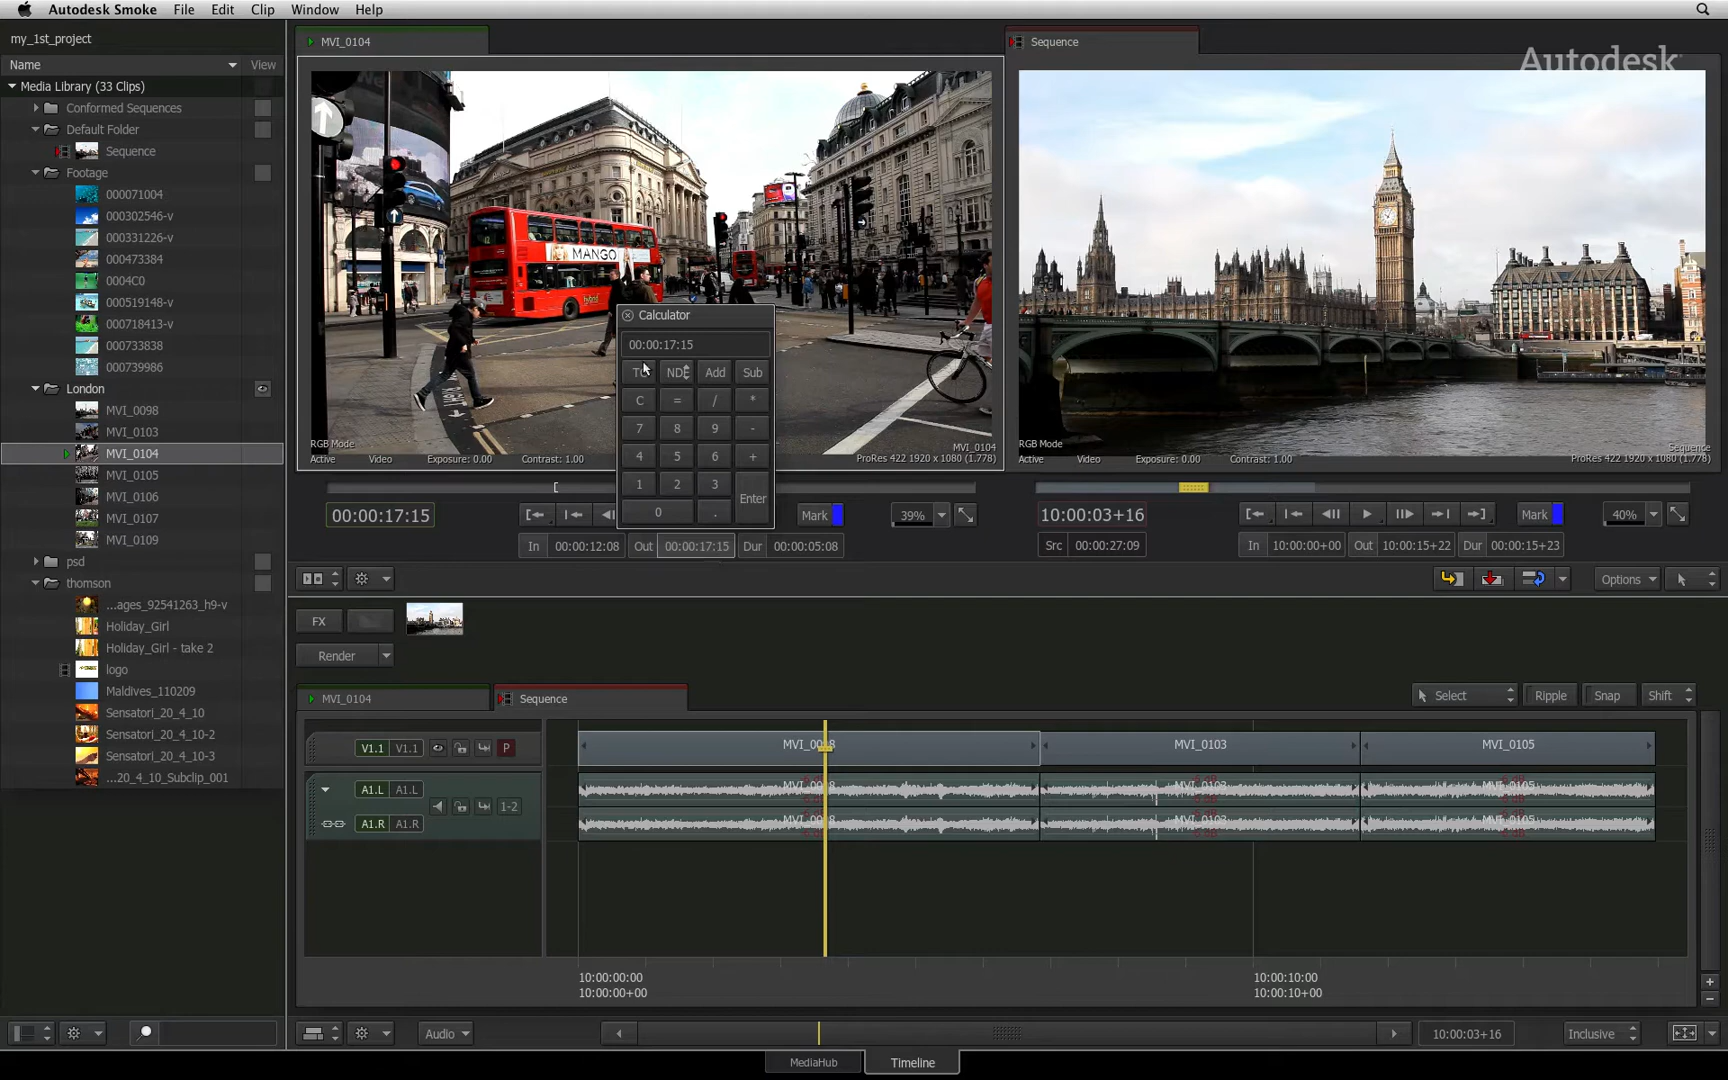 Autodesk Smoke File Edit Clip Window Help
my_1st_project
Name View
Media Library (33 Clips)
Conformed Sequences
Default Folder
Sequence
Footage
000071004
000302546-v
000331226-v
000473384
0004C0
000519148-v
000718413-v
000733838
000739986
London
MVI_0098
MVI_0103
MVI_0104
MVI_0105
MVI_0106
MVI_0107
MVI_0109
psd
thomson
...ages_92541263_h9-v
Holiday_Girl
Holiday_Girl - take 2
logo
Maldives_110209
Sensatori_20_4_10
Sensatori_20_4_10-2
Sensatori_20_4_10-3
...20_4_10_Subclip_001
MVI_0104
MANGO
RGB Mode
Active Video Exposure: 0.00 Contrast: 1.00
MVI_0104
ProRes 422 1920 x 1080 (1.778)
Calculator
00:00:17:15
TC NDF Add Sub
C = / *
7 8 9 -
4 5 6 +
1 2 3 Enter
0 .
00:00:17:15
Mark 39%
In 00:00:12:08 Out 00:00:17:15 Dur 00:00:05:08
Sequence
Autodesk
RGB Mode
Active Video Exposure: 0.00 Contrast: 1.00
Sequence
ProRes 422 1920 x 1080 (1.778)
10:00:03+16 Mark 40%
Src 00:00:27:09 In 10:00:00+00 Out 10:00:15+22 Dur 00:00:15+23
Options
FX
Render
MVI_0104 Sequence Select Ripple Snap Shift
V1.1 V1.1 P MVI_0098 MVI_0103 MVI_0105
A1.L A1.L MVI_0098 MVI_0103 MVI_0105
1-2
A1.R A1.R MVI_0098 MVI_0103 MVI_0105
10:00:00:00 10:00:10:00
10:00:00+00 10:00:10+00
Audio 10:00:03+16 Inclusive
MediaHub Timeline